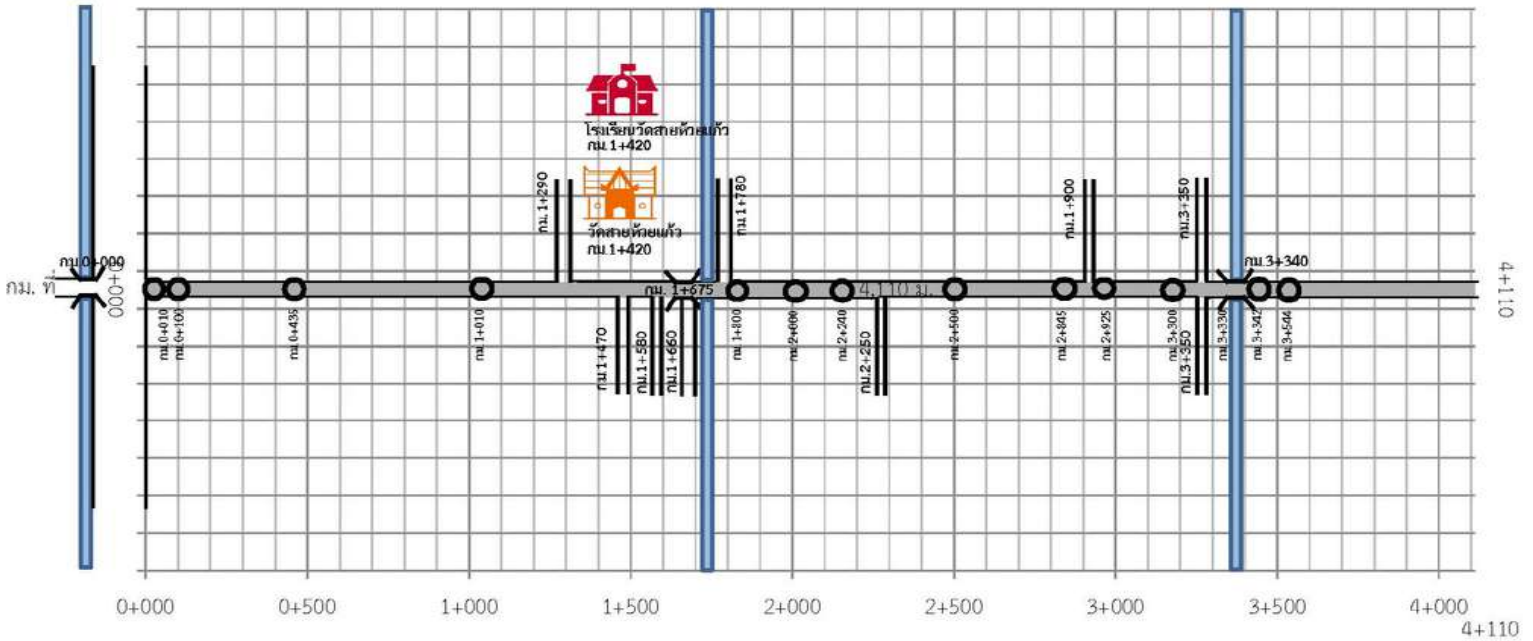 โรงเรียนวัดสายห้วยแก้ว
กม. 1+420
วัดสายห้วยแก้ว
กม. 1+420
กม. 1+290
กม. 1+780
กม. 1+900
กม. 3+350
กม. 0+000
กม. 3+340
กม. ที่
0+000
กม. 1+675
4,110 ม.
4+110
กม.0+010
กม.0+100
กม.0+435
กม.1+010
กม.1+470
กม.1+580
กม.1+660
กม.1+800
กม.2+000
กม.2+240
กม.2+250
กม.2+500
กม.2+845
กม.2+925
กม.3+300
กม.3+350
กม.3+330
กม.3+342
กม.3+544
0+000 0+500 1+000 1+500 2+000 2+500 3+000 3+500 4+000
4+110